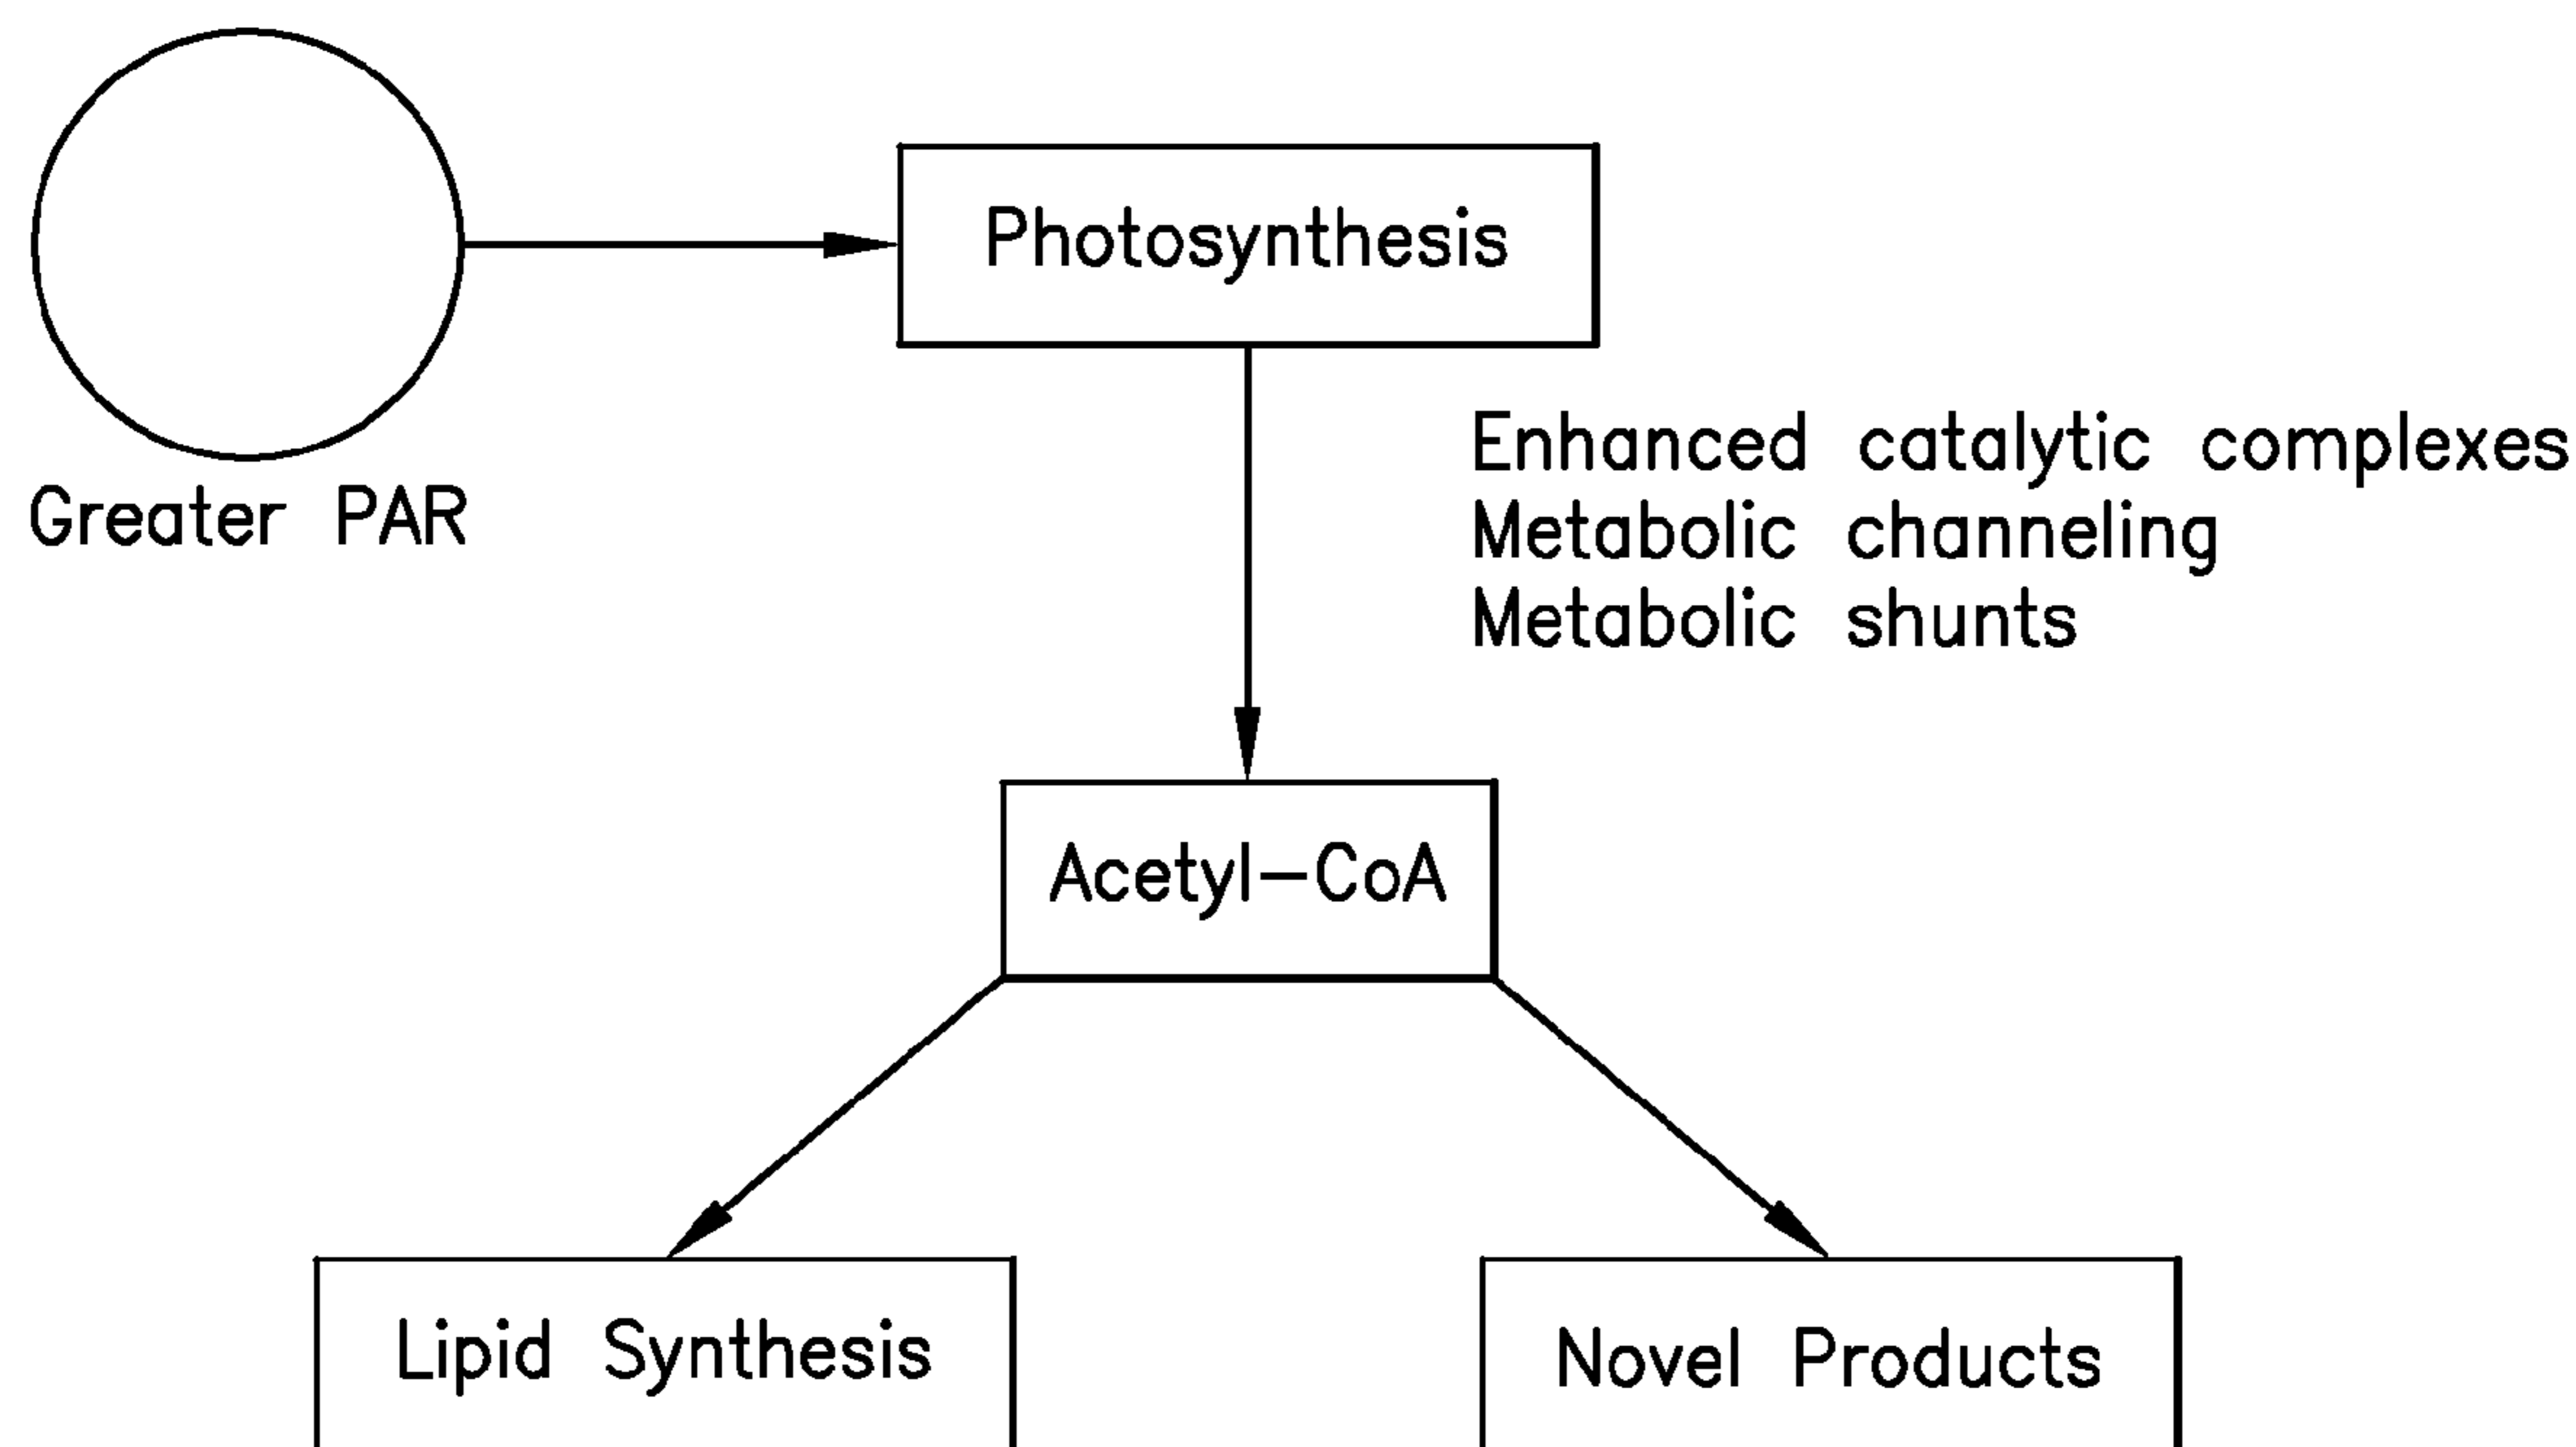 Photosynthesis
Greater PAR
Enhanced catalytic complexes
Metabolic channeling
Metabolic shunts
Acetyl-CoA
Lipid Synthesis
Novel Products